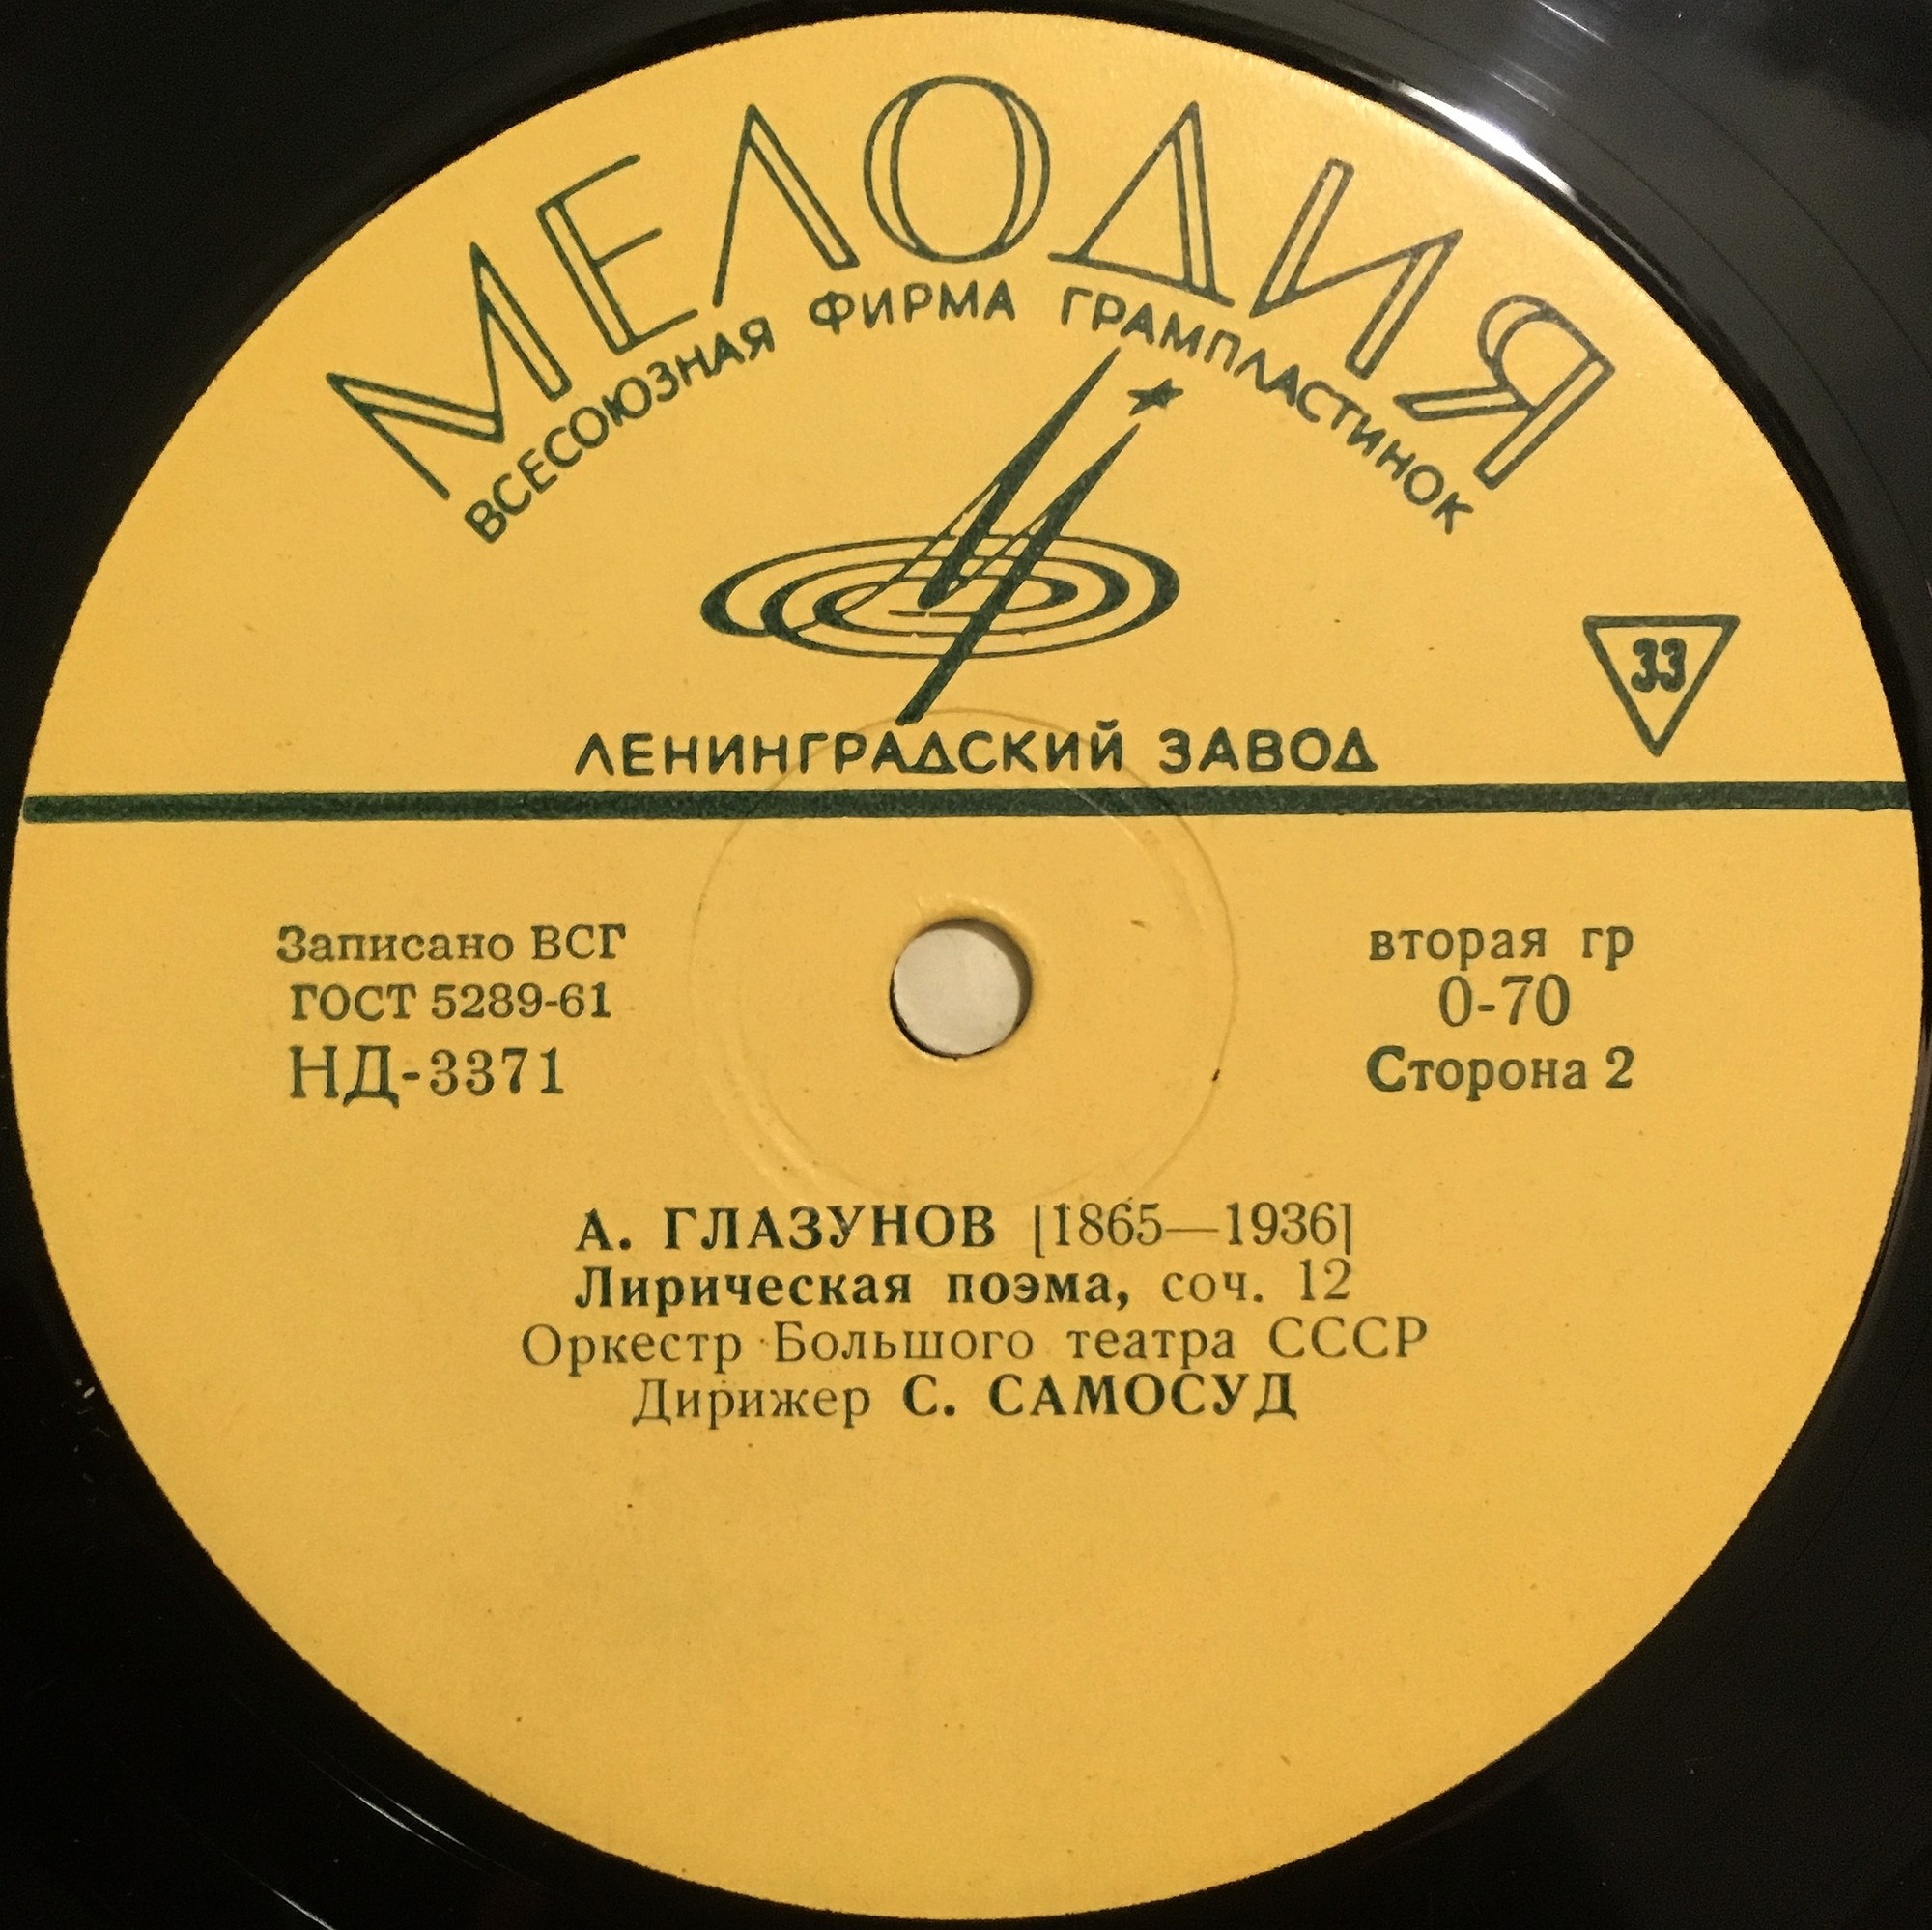 МЕЛОДИЯ
ВСЕСОЮЗНАЯ ФИРМА ГРАМПЛАСТИНОК
33
ЛЕНИНГРАДСКИЙ ЗАВОД
Записано ВСГ
ГОСТ 5289-61
НД-3371
вторая гр
0-70
Сторона 2
А. ГЛАЗУНОВ [1865—1936]
Лирическая поэма, соч. 12
Оркестр Большого театра СССР
Дирижер С. САМОСУД